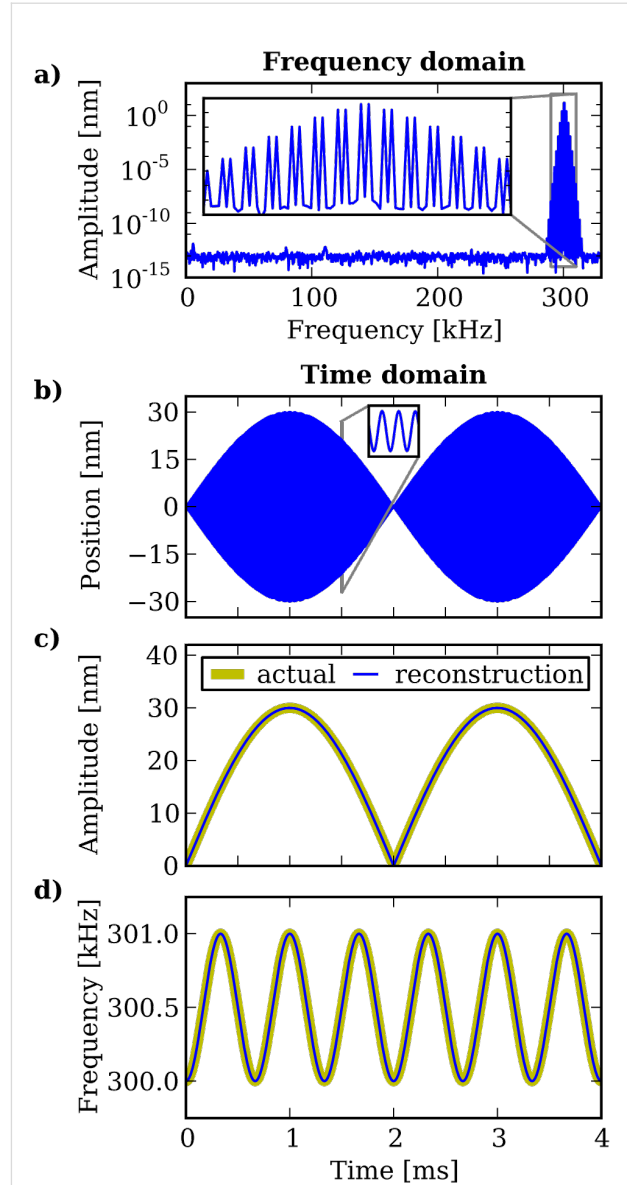 Frequency domain
a)
Amplitude [nm]
10^0
10^-5
10^-10
10^-15
0 100 200 300
Frequency [kHz]
Time domain
b)
Position [nm]
30
15
0
−15
−30
c)
Amplitude [nm]
40
30
20
10
0
actual reconstruction
d)
Frequency [kHz]
301.0
300.5
300.0
0 1 2 3 4
Time [ms]